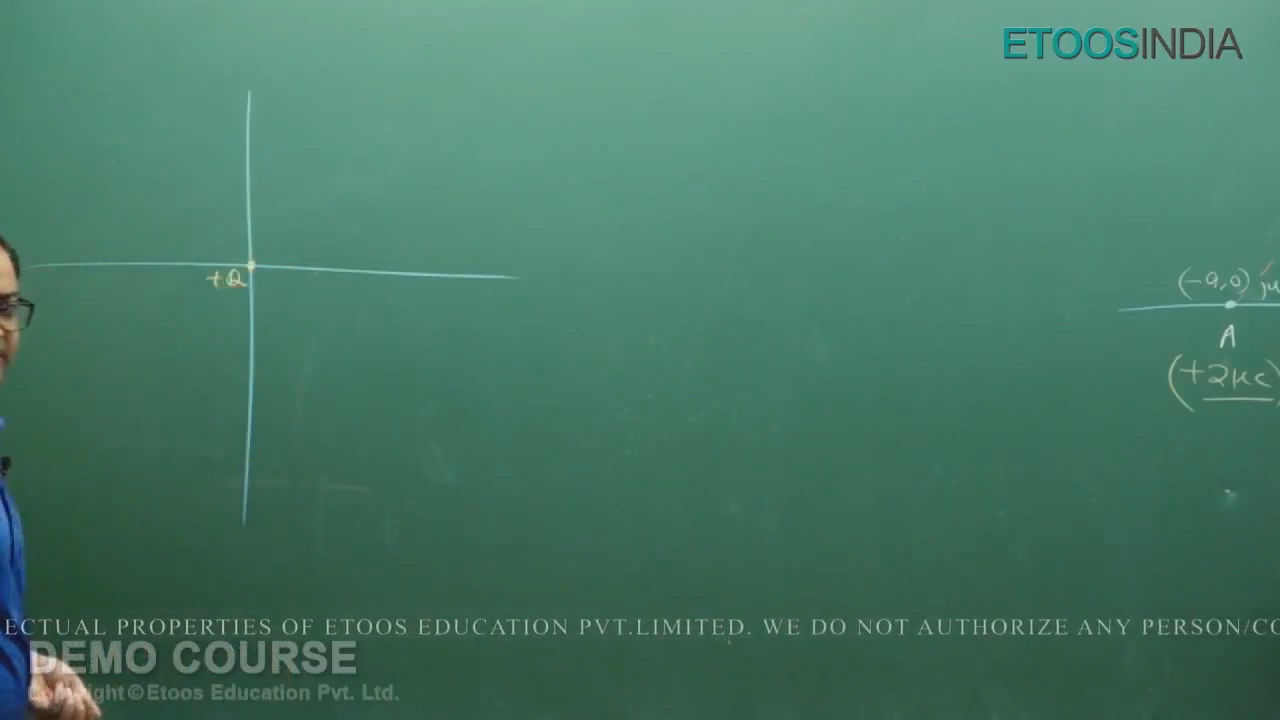 ETOOSINDIA
+Q
(-a,0)
A
(+2μC)
ECTUAL PROPERTIES OF ETOOS EDUCATION PVT.LIMITED. WE DO NOT AUTHORIZE ANY PERSON/CO
DEMO COURSE
Copyright©Etoos Education Pvt. Ltd.